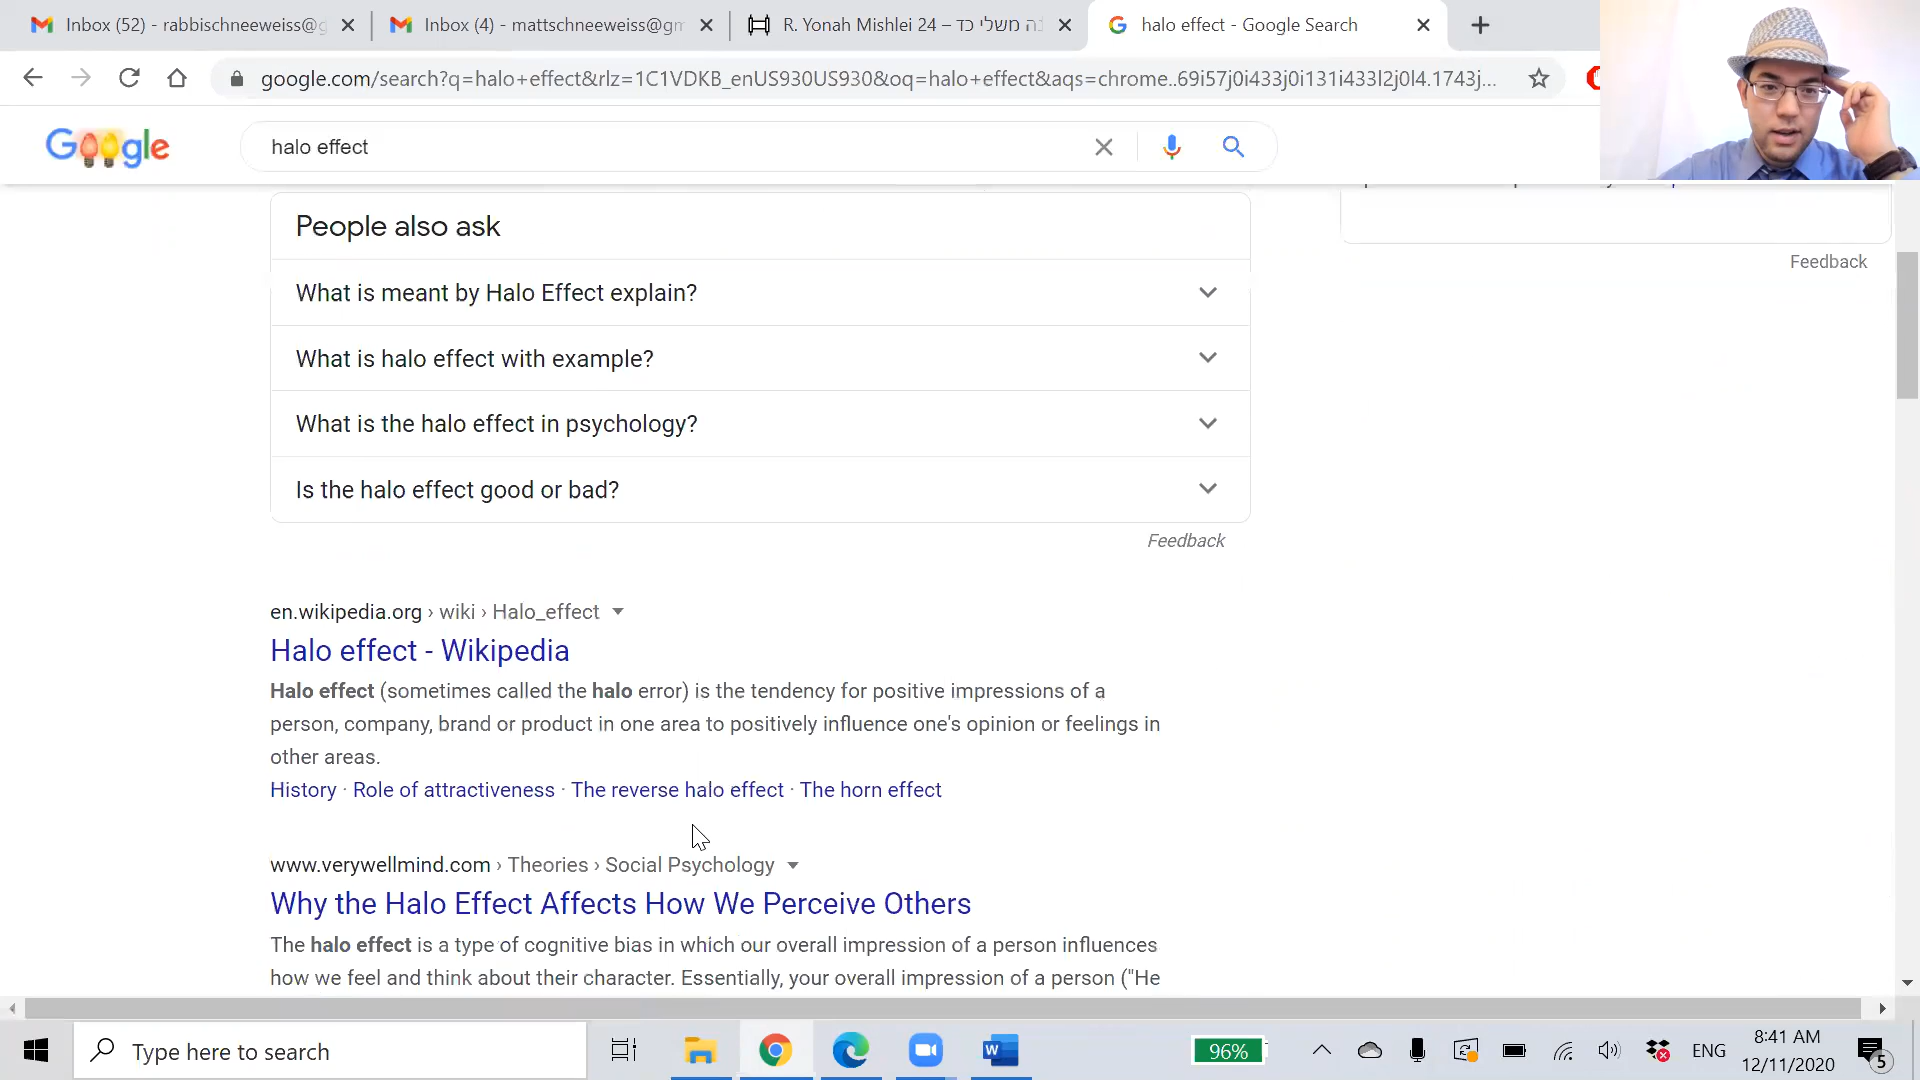 Inbox (52) - rabbischneeweiss@g
Inbox (4) - mattschneeweiss@gm
R. Yonah Mishlei 24 – בה משלי כד
halo effect - Google Search
google.com/search?q=halo+effect&rlz=1C1VDKB_enUS930US930&oq=halo+effect&aqs=chrome..69i57j0i433j0i131i433l2j0l4.1743j...
Google
halo effect
People also ask
Feedback
What is meant by Halo Effect explain?
What is halo effect with example?
What is the halo effect in psychology?
Is the halo effect good or bad?
Feedback
en.wikipedia.org › wiki › Halo_effect
Halo effect - Wikipedia
Halo effect (sometimes called the halo error) is the tendency for positive impressions of a
person, company, brand or product in one area to positively influence one's opinion or feelings in
other areas.
History · Role of attractiveness · The reverse halo effect · The horn effect
www.verywellmind.com › Theories › Social Psychology
Why the Halo Effect Affects How We Perceive Others
The halo effect is a type of cognitive bias in which our overall impression of a person influences
how we feel and think about their character. Essentially, your overall impression of a person ("He
Type here to search
96%
ENG
8:41 AM
12/11/2020
5